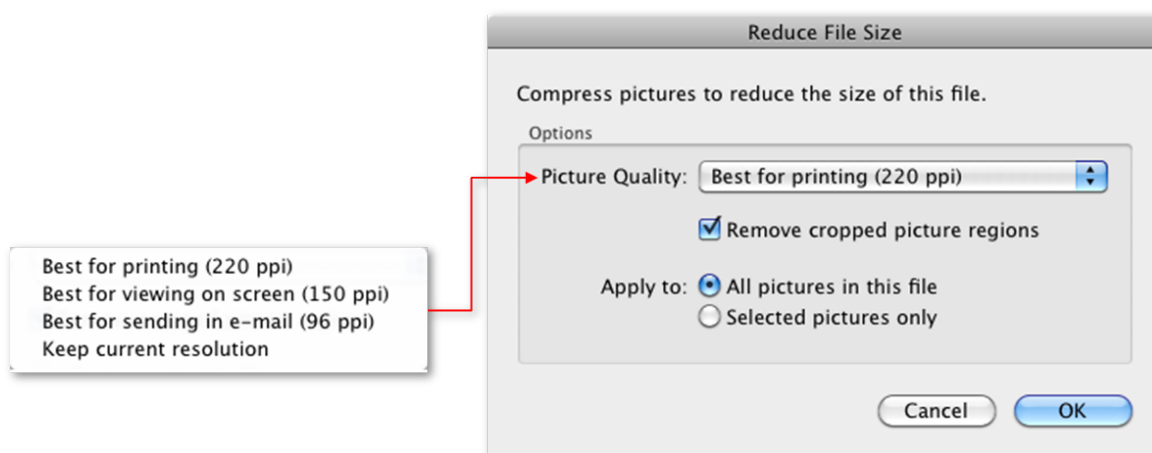 Reduce File Size
Compress pictures to reduce the size of this file.
Options
Picture Quality: Best for printing (220 ppi)
Remove cropped picture regions
Apply to: All pictures in this file
Selected pictures only
Cancel OK
Best for printing (220 ppi)
Best for viewing on screen (150 ppi)
Best for sending in e-mail (96 ppi)
Keep current resolution